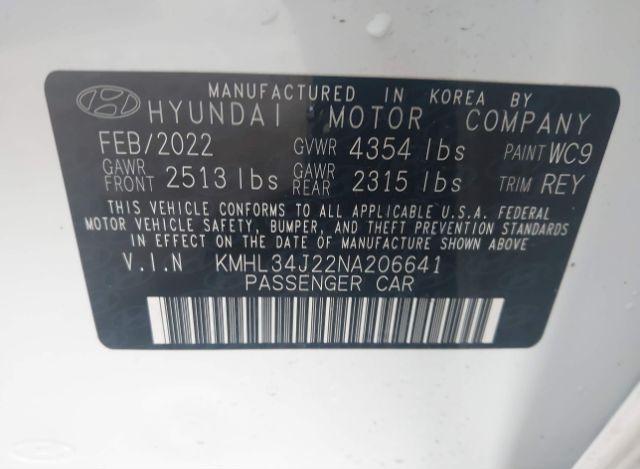 MANUFACTURED IN KOREA BY
HYUNDAI MOTOR COMPANY
FEB/2022 GVWR 4354 lbs PAINT WC9
GAWR FRONT 2513 lbs GAWR REAR 2315 lbs TRIM REY
THIS VEHICLE CONFORMS TO ALL APPLICABLE U.S.A. FEDERAL
MOTOR VEHICLE SAFETY, BUMPER, AND THEFT PREVENTION STANDARDS
IN EFFECT ON THE DATE OF MANUFACTURE SHOWN ABOVE
V.I.N KMHL34J22NA206641
PASSENGER CAR